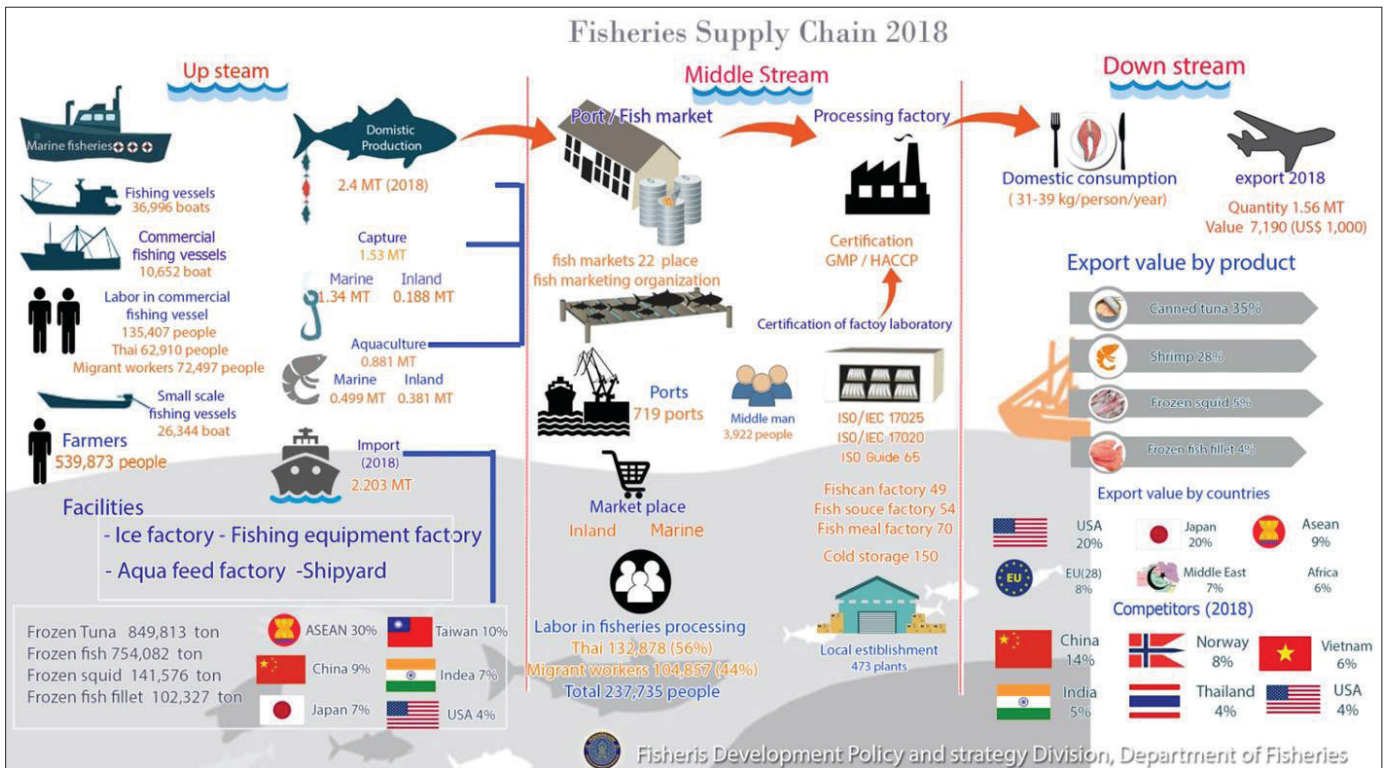 Fisheries Supply Chain 2018
Up steam
Marine fisheries
Fishing vessels
36,996 boats
Commercial
fishing vessels
10,652 boat
Labor in commercial
fishing vessel
135,407 people
Thai 62,910 people
Migrant workers 72,497 people
Small scale
fishing vessels
26,344 boat
Farmers
539,873 people
Domistic
Production
2.4 MT (2018)
Capture
1.53 MT
Marine Inland
1.34 MT 0.188 MT
Aquaculture
0.881 MT
Marine Inland
0.499 MT 0.381 MT
Import
(2018)
2.203 MT
Facilities
- Ice factory - Fishing equipment factory
- Aqua feed factory -Shipyard
Frozen Tuna 849,813 ton
Frozen fish 754,082 ton
Frozen squid 141,576 ton
Frozen fish fillet 102,327 ton
ASEAN 30%
Taiwan 10%
China 9%
Indea 7%
Japan 7%
USA 4%
Middle Stream
Port / Fish market
fish markets 22 place
fish marketing organization
Ports
719 ports
Middle man
3,922 people
Market place
Inland Marine
Labor in fisheries processing
Thai 132,878 (56%)
Migrant workers 104,857 (44%)
Total 237,735 people
Processing factory
Certification
GMP / HACCP
Certification of factoy laboratory
ISO/IEC 17025
ISO/IEC 17020
ISO Guide 65
Fishcan factory 49
Fish souce factory 54
Fish meal factory 70
Cold storage 150
Local estiblishment
473 plants
Down stream
Domestic consumption
( 31-39 kg/person/year)
export 2018
Quantity 1.56 MT
Value 7,190 (US$ 1,000)
Export value by product
Canned tuna 35%
Shrimp 28%
Frozen squid 5%
Frozen fish fillet 4%
Export value by countries
USA
20%
Japan
20%
Asean
9%
EU
EU(28)
8%
Middle East
7%
Africa
6%
Competitors (2018)
China
14%
Norway
8%
Vietnam
6%
India
5%
Thailand
4%
USA
4%
Fisheris Development Policy and strategy Division, Department of Fisheries